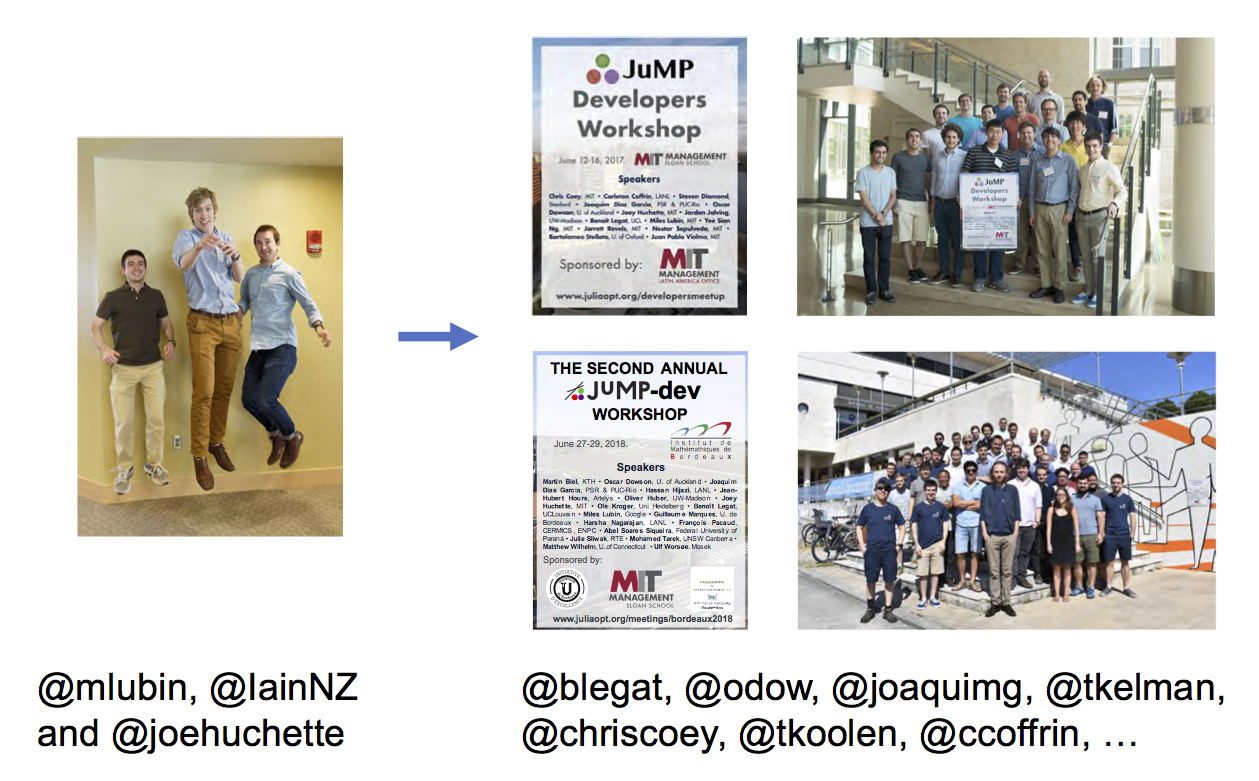 JuMP
Developers
Workshop
June 12-16, 2017. MIT MANAGEMENT
SLOAN SCHOOL
Speakers
Chris Coey, MIT • Carleton Coffrin, LANL • Steven Diamond,
Stanford • Joaquim Dias Garcia, PSR & PUC-Rio • Oscar
Dowson, U. of Auckland • Joey Huchette, MIT • Jordan Jalving,
UW-Madison • Benoît Legat, UCL • Miles Lubin, MIT • Yee Sian
Ng, MIT • Jarrett Revels, MIT • Nestor Sepulveda, MIT •
Bartolomeo Stellato, U. of Oxford • Juan Pablo Vielma, MIT
Sponsored by: MIT
MANAGEMENT
LATIN AMERICA OFFICE
www.juliaopt.org/developersmeetup
JuMP
Developers
Workshop
MIT
THE SECOND ANNUAL
JuMP-dev
WORKSHOP
June 27-29, 2018.
Institut de
Mathématiques de
Bordeaux
Speakers
Martin Biel, KTH • Oscar Dowson, U. of Auckland • Joaquim
Dias Garcia, PSR & PUC-Rio • Hassan Hijazi, LANL • Jean-
Hubert Hours, Artelys • Oliver Huber, UW-Madison • Joey
Huchette, MIT • Ole Kröger, Uni Heidelberg • Benoît Legat,
UCLouvain • Miles Lubin, Google • Guillaume Marques, U. de
Bordeaux • Harsha Nagarajan, LANL • François Pacaud,
CERMICS, ENPC • Abel Soares Siqueira, Federal University of
Paraná • Julie Sliwak, RTE • Mohamed Tarek, UNSW Canberra •
Matthew Wilhelm, U. of Connecticut • Ulf Worsøe, Mosek
Sponsored by:
INITIATIVE
D'EXCELLENCE
MIT
MANAGEMENT
SLOAN SCHOOL
www.juliaopt.org/meetings/bordeaux2018
@mlubin, @IainNZ
and @joehuchette
@blegat, @odow, @joaquimg, @tkelman,
@chriscoey, @tkoolen, @ccoffrin, …